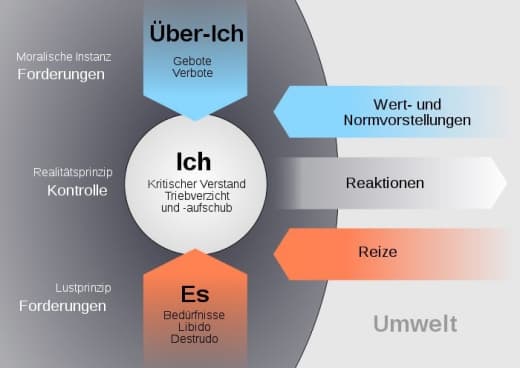 Über-Ich
Gebote
Verbote
Moralische Instanz
Forderungen
Wert- und
Normvorstellungen
Ich
Kritischer Verstand
Triebverzicht
und -aufschub
Realitätsprinzip
Kontrolle
Reaktionen
Reize
Es
Bedürfnisse
Libido
Destrudo
Lustprinzip
Forderungen
Umwelt